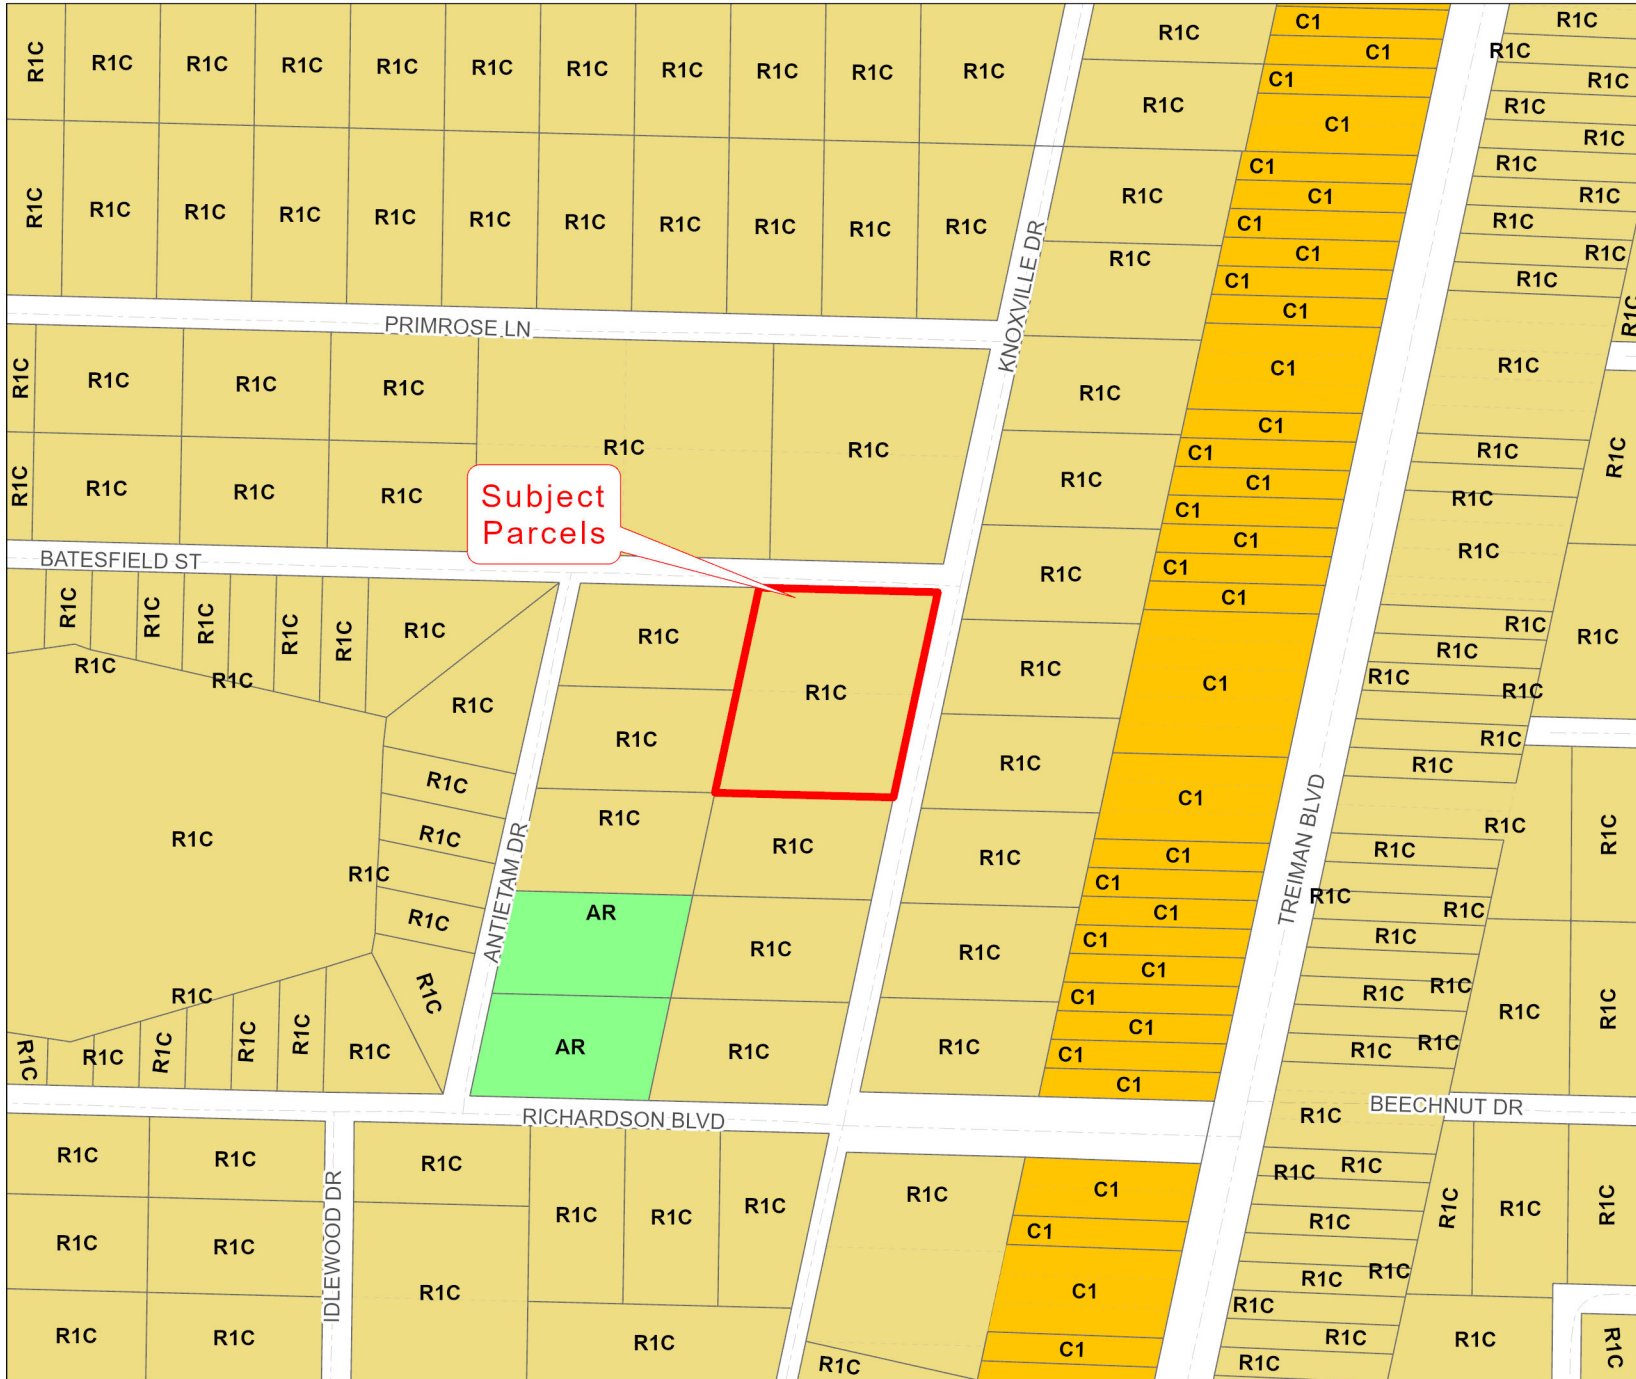 R1C R1C R1C R1C R1C R1C R1C R1C R1C R1C R1C
R1C C1 R1C
C1 R1C
C1 R1C
R1C C1 R1C
R1C
R1C R1C R1C R1C R1C R1C R1C R1C R1C R1C R1C
R1C C1 R1C
C1 R1C
C1 R1C
R1C C1 R1C
C1 R1C
C1 R1C
KNOXVILLE DR
PRIMROSE LN
R1C R1C R1C R1C
R1C C1 R1C
R1C R1C
R1C C1 R1C
C1 R1C
R1C R1C R1C R1C
Subject
Parcels
R1C C1 R1C
C1
C1 R1C
BATESFIELD ST
R1C C1
C1
R1C R1C R1C R1C R1C R1C
R1C R1C
R1C R1C
R1C R1C R1C
R1C C1 R1C R1C
R1C
R1C R1C C1 R1C
R1C
R1C
R1C R1C
R1C R1C R1C
R1C C1 R1C
R1C C1 R1C
R1C
ANTIETAM DR
TREIMAN BLVD
R1C AR C1 R1C
R1C R1C C1 R1C
C1 R1C
R1C R1C
C1 R1C R1C
R1C R1C R1C R1C
R1C R1C R1C R1C
AR R1C R1C C1 R1C
C1
C1
RICHARDSON BLVD
BEECHNUT DR
R1C
R1C R1C R1C
R1C R1C R1C R1C C1 R1C R1C
IDLEWOOD DR
R1C R1C R1C
R1C R1C C1 R1C
R1C C1 R1C R1C
R1C
R1C R1C R1C R1C R1C
R1C C1 R1C R1C